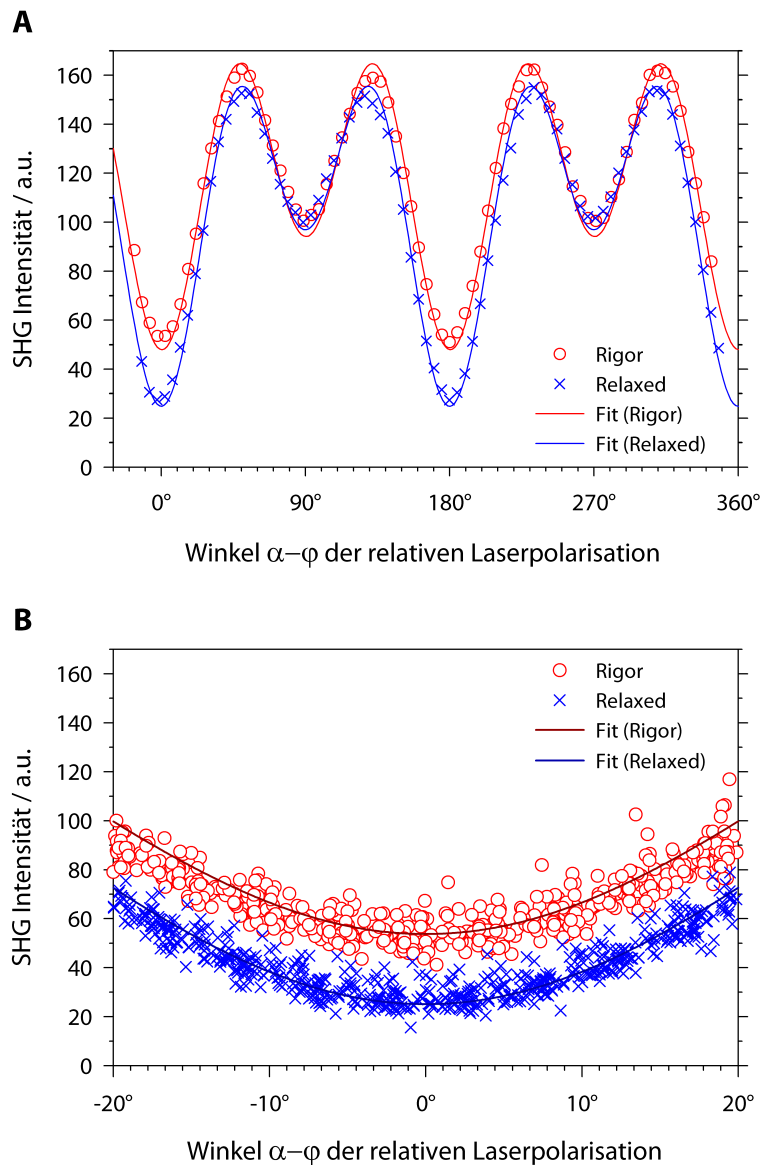 A
SHG Intensität / a.u.
160
140
120
100
80
60
40
20
0
Rigor
Relaxed
Fit (Rigor)
Fit (Relaxed)
0° 90° 180° 270° 360°
Winkel α−φ der relativen Laserpolarisation
B
SHG Intensität / a.u.
160
140
120
100
80
60
40
20
0
Rigor
Relaxed
Fit (Rigor)
Fit (Relaxed)
-20° -10° 0° 10° 20°
Winkel α−φ der relativen Laserpolarisation